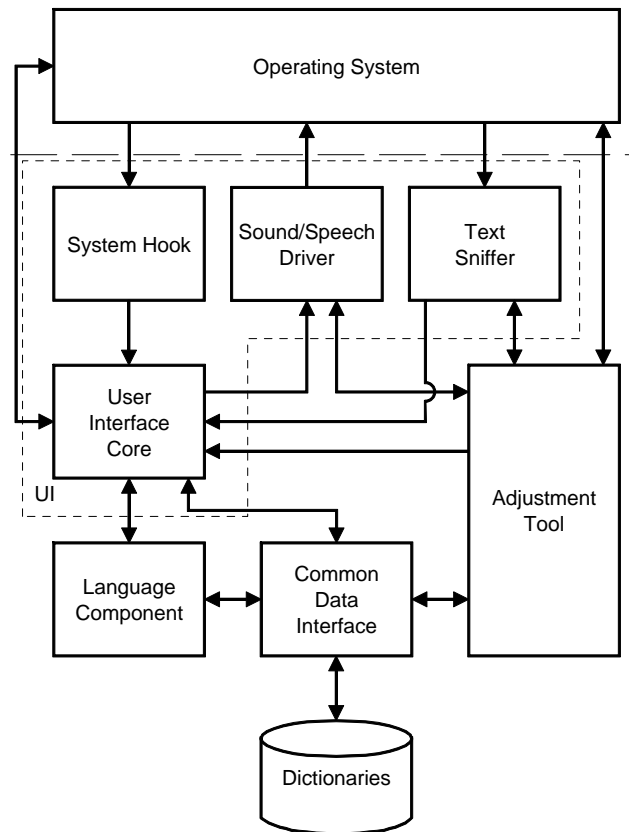 Operating System
System Hook
Sound/Speech
Driver
Text
Sniffer
User
Interface
Core
UI
Adjustment
Tool
Language
Component
Common
Data
Interface
Dictionaries